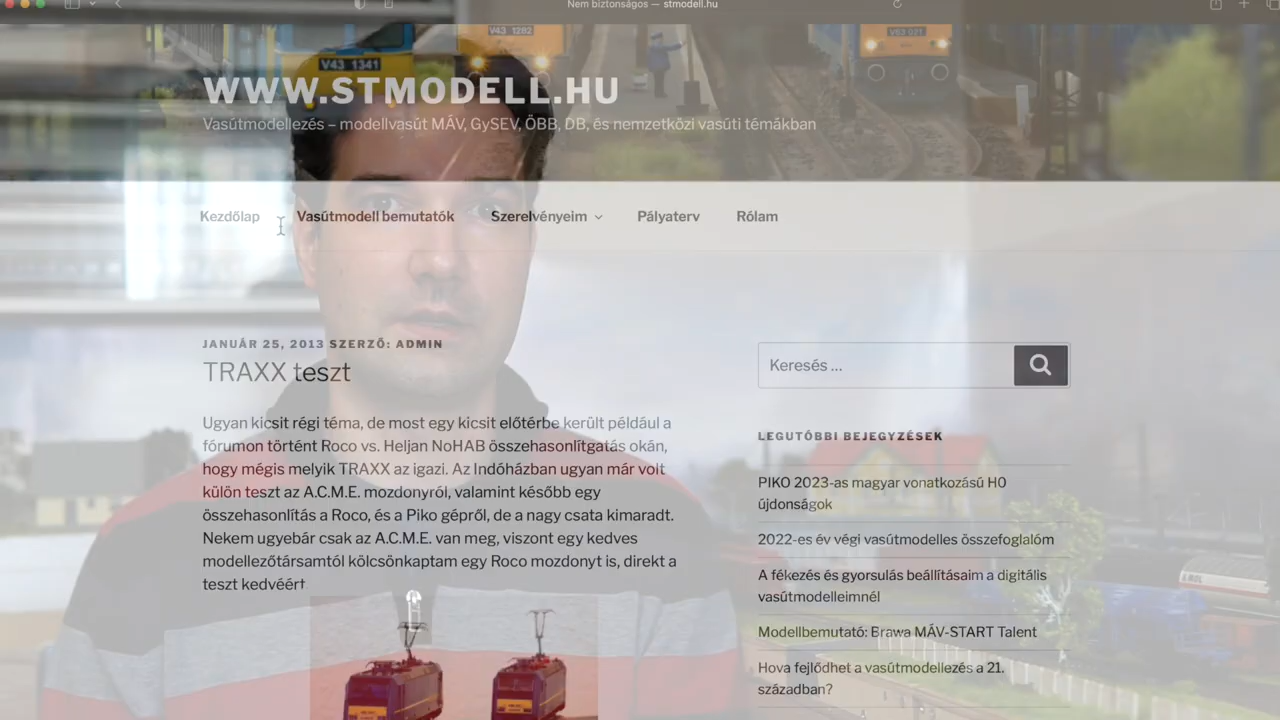 Nem biztonságos — stmodell.hu
V43 1341
V43 1282
V63 021
WWW.STMODELL.HU
Vasútmodellezés – modellvasút MÁV, GySEV, ÖBB, DB, és nemzetközi vasúti témákban
Kezdőlap Vasútmodell bemutatók Szerelvényeim Pályaterv Rólam
JANUÁR 25, 2013 SZERZŐ: ADMIN
TRAXX teszt
Ugyan kicsit régi téma, de most egy kicsit előtérbe került például a
fórumon történt Roco vs. Heljan NoHAB összehasonlítgatás okán,
hogy mégis melyik TRAXX az igazi. Az Indóházban ugyan már volt
külön teszt az A.C.M.E. mozdonyról, valamint később egy
összehasonlítás a Roco, és a Piko gépről, de a nagy csata kimaradt.
Nekem ugyebár csak az A.C.M.E. van meg, viszont egy kedves
modellezőtársamtól kölcsönkaptam egy Roco mozdonyt is, direkt a
teszt kedvéért
Keresés …
LEGUTÓBBI BEJEGYZÉSEK
PIKO 2023-as magyar vonatkozású H0
újdonságok
2022-es év végi vasútmodelles összefoglalóm
A fékezés és gyorsulás beállításaim a digitális
vasútmodelleimnél
Modellbemutató: Brawa MÁV-START Talent
Hova fejlődhet a vasútmodellezés a 21.
században?